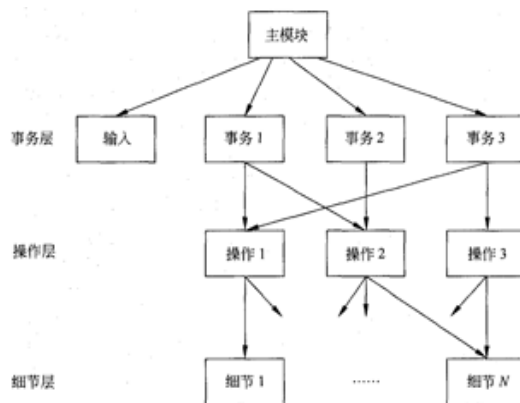 主模块
事务层 输入 事务 1 事务 2 事务 3
操作层 操作 1 操作 2 操作 3
细节层 细节 1 …… 细节 N